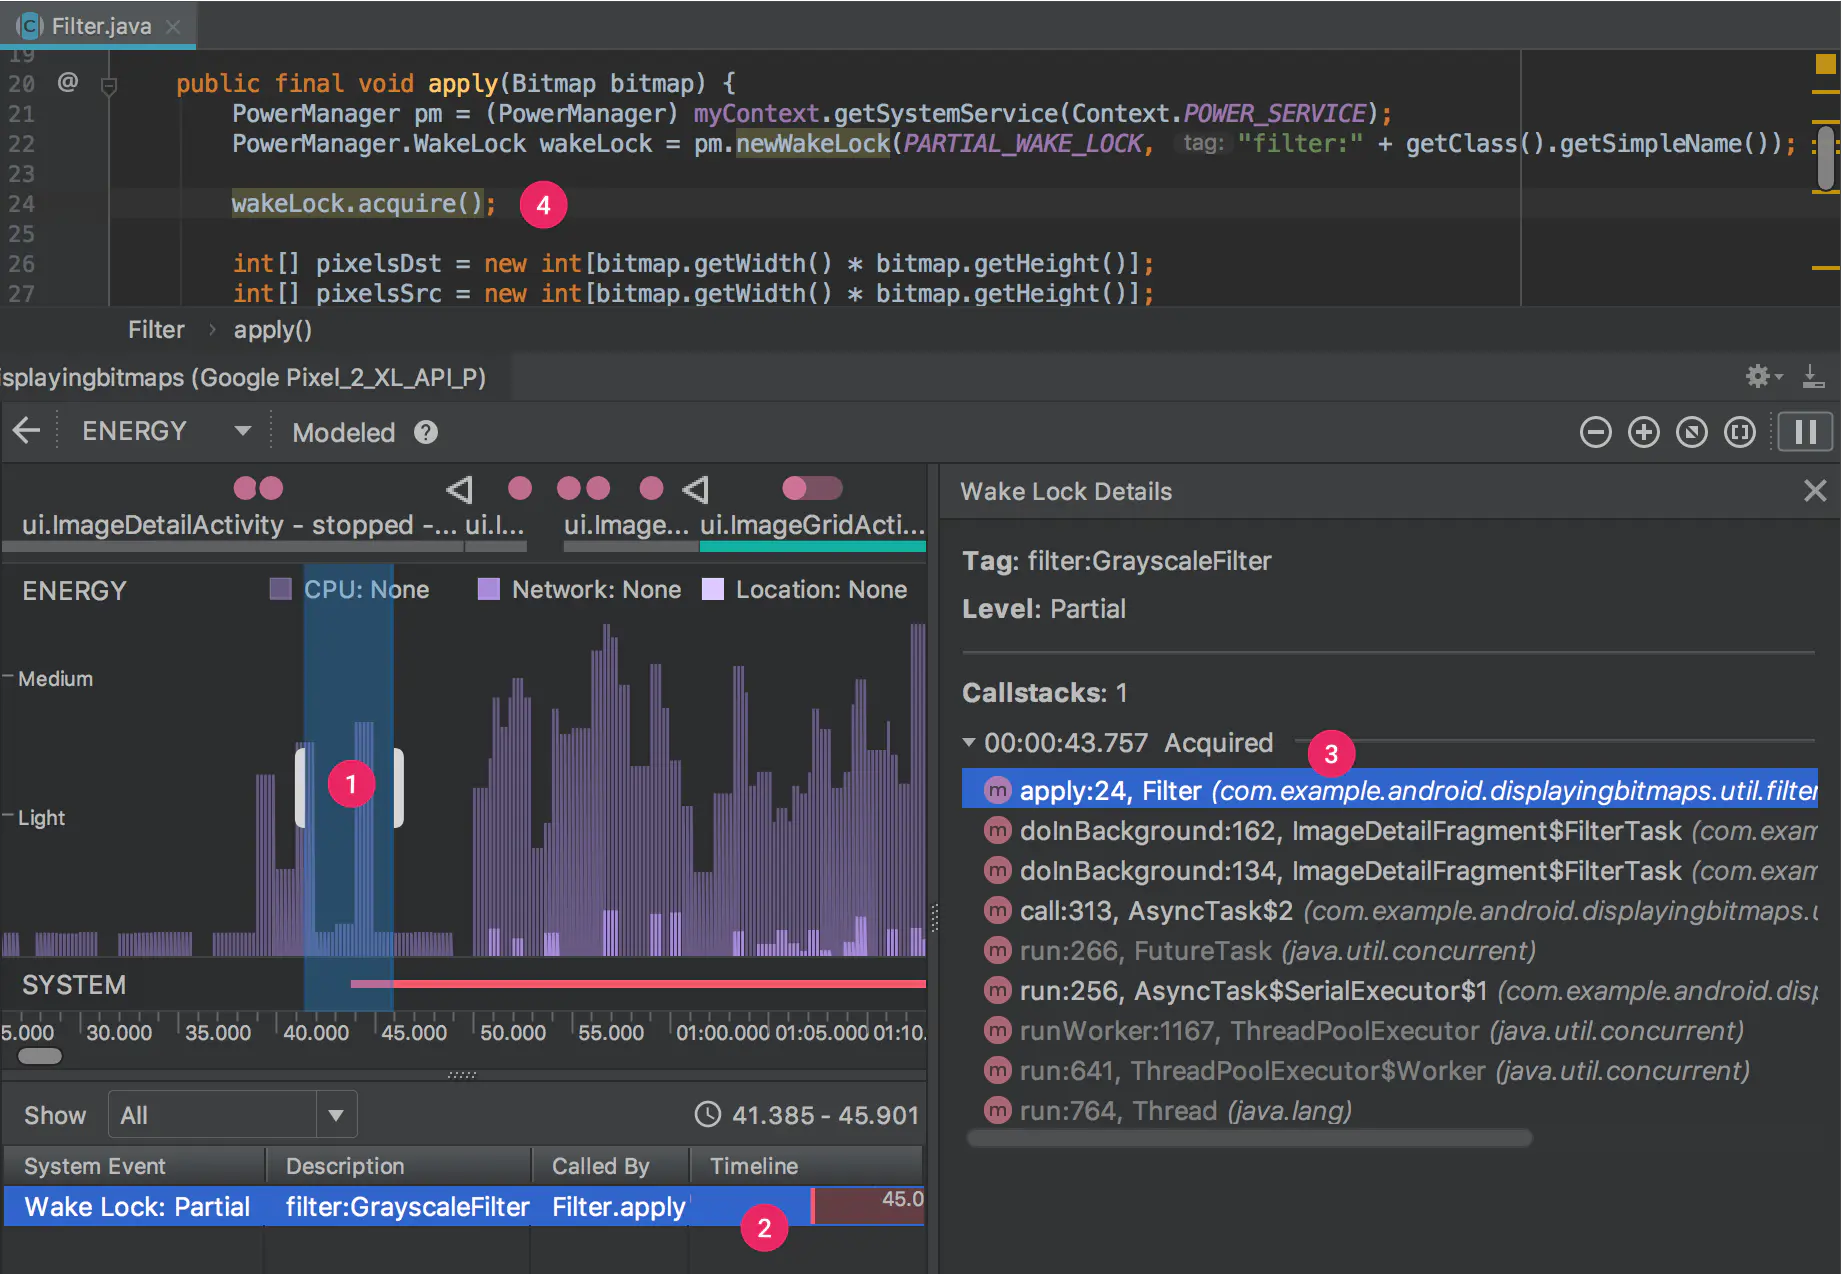 Filter.java
19
20 @ public final void apply(Bitmap bitmap) {
21 PowerManager pm = (PowerManager) myContext.getSystemService(Context.POWER_SERVICE);
22 PowerManager.WakeLock wakeLock = pm.newWakeLock(PARTIAL_WAKE_LOCK, tag: "filter:" + getClass().getSimpleName());
23
24 wakeLock.acquire(); 4
25
26 int[] pixelsDst = new int[bitmap.getWidth() * bitmap.getHeight()];
27 int[] pixelsSrc = new int[bitmap.getWidth() * bitmap.getHeight()];
Filter › apply()
isplayingbitmaps (Google Pixel_2_XL_API_P)
ENERGY Modeled ?
ui.ImageDetailActivity - stopped -... ui.I... ui.Image... ui.ImageGridActi...
ENERGY CPU: None Network: None Location: None
Medium
1
Light
SYSTEM
5.000 30.000 35.000 40.000 45.000 50.000 55.000 01:00.000 01:05.000 01:10.
Show All 41.385 - 45.901
System Event Description Called By Timeline
Wake Lock: Partial filter:GrayscaleFilter Filter.apply 45.0
2
Wake Lock Details
Tag: filter:GrayscaleFilter
Level: Partial
Callstacks: 1
00:00:43.757 Acquired 3
m apply:24, Filter (com.example.android.displayingbitmaps.util.filter
m doInBackground:162, ImageDetailFragment$FilterTask (com.exam
m doInBackground:134, ImageDetailFragment$FilterTask (com.exam
m call:313, AsyncTask$2 (com.example.android.displayingbitmaps.u
m run:266, FutureTask (java.util.concurrent)
m run:256, AsyncTask$SerialExecutor$1 (com.example.android.disp
m runWorker:1167, ThreadPoolExecutor (java.util.concurrent)
m run:641, ThreadPoolExecutor$Worker (java.util.concurrent)
m run:764, Thread (java.lang)